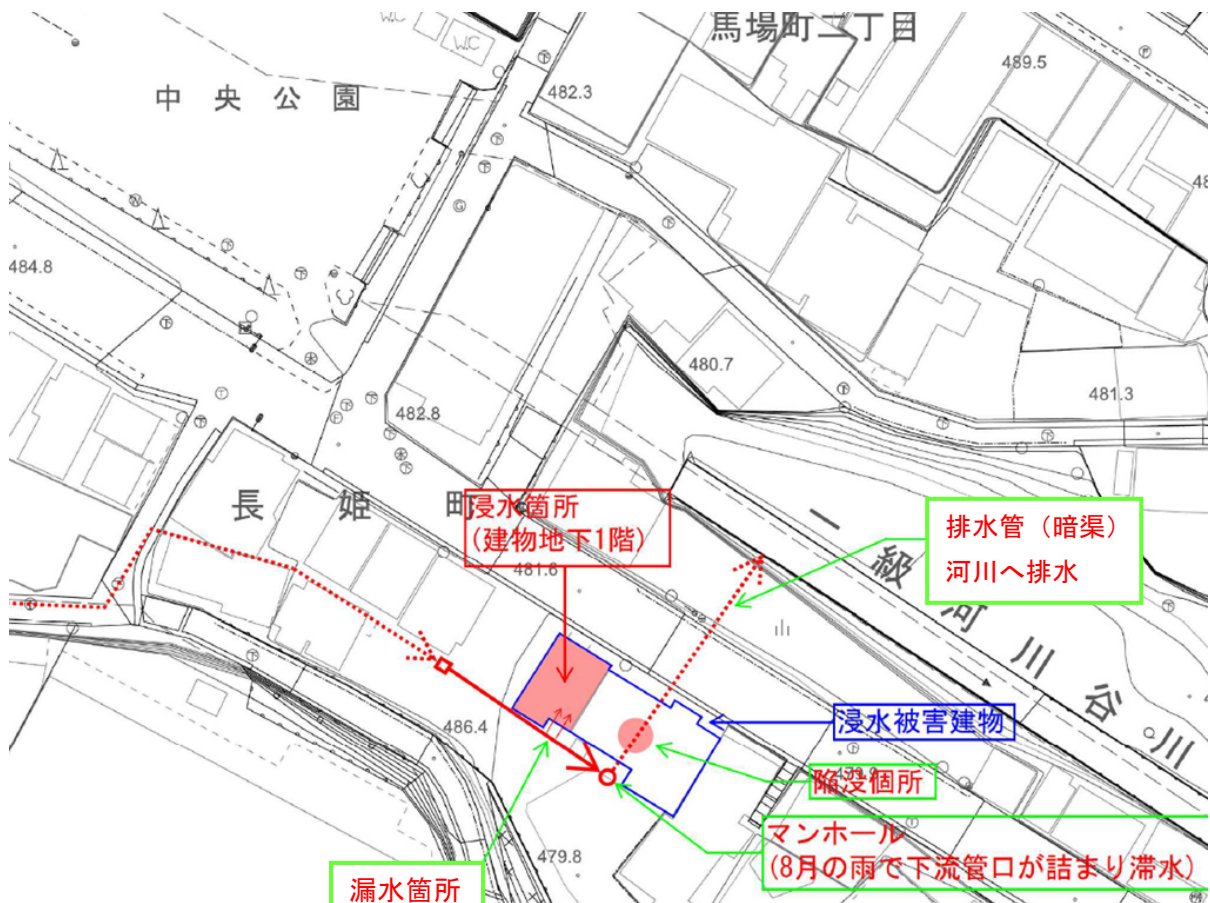 馬場町二丁目
W.C
489.5
482.3
中央公園
484.8
480.7
481.3
482.8
長姫町
浸水箇所
(建物地下1階)
481.6
排水管（暗渠）
河川へ排水
一級河川谷川
486.4
浸水被害建物
陥没個所
マンホール
(8月の雨で下流管口が詰まり滞水)
479.8
漏水箇所